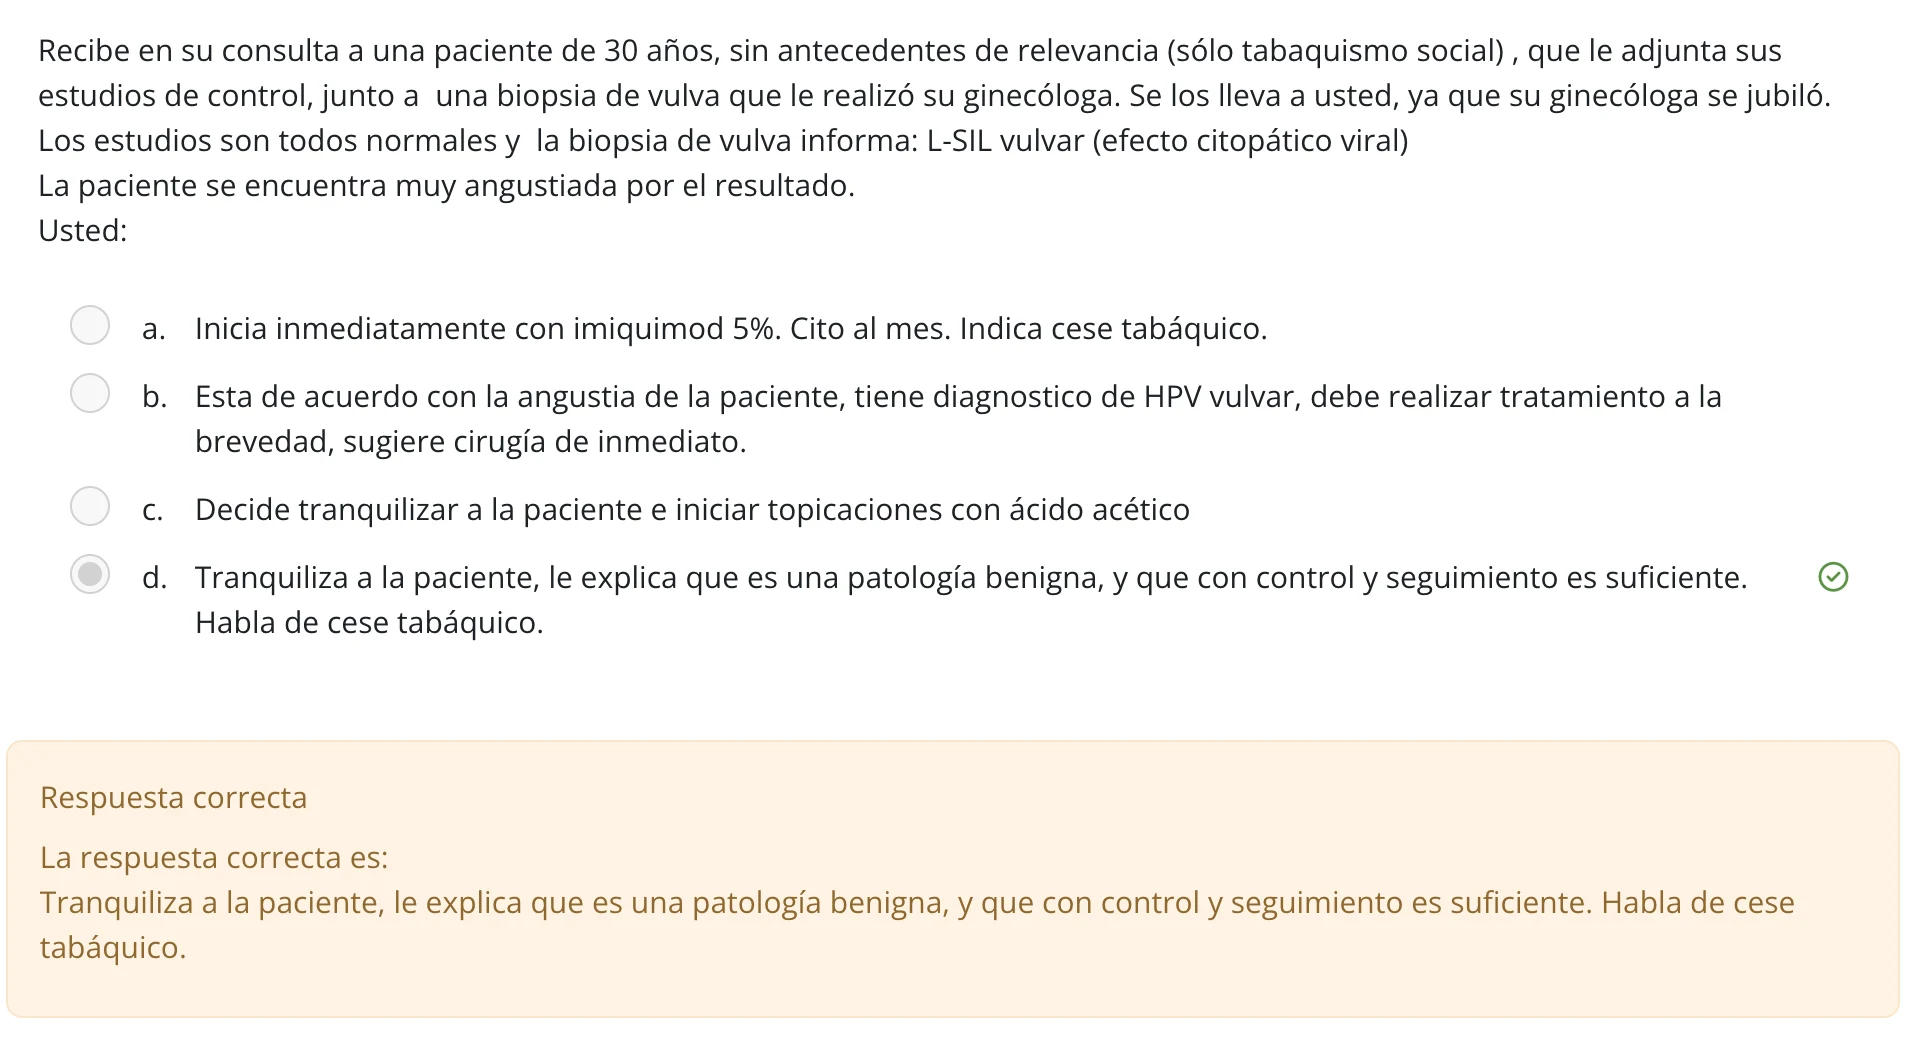 Recibe en su consulta a una paciente de 30 años, sin antecedentes de relevancia (sólo tabaquismo social) , que le adjunta sus
estudios de control, junto a  una biopsia de vulva que le realizó su ginecóloga. Se los lleva a usted, ya que su ginecóloga se jubiló.
Los estudios son todos normales y  la biopsia de vulva informa: L-SIL vulvar (efecto citopático viral)
La paciente se encuentra muy angustiada por el resultado.
Usted:
a. Inicia inmediatamente con imiquimod 5%. Cito al mes. Indica cese tabáquico.
b. Esta de acuerdo con la angustia de la paciente, tiene diagnostico de HPV vulvar, debe realizar tratamiento a la
brevedad, sugiere cirugía de inmediato.
c. Decide tranquilizar a la paciente e iniciar topicaciones con ácido acético
d. Tranquiliza a la paciente, le explica que es una patología benigna, y que con control y seguimiento es suficiente.
Habla de cese tabáquico.
Respuesta correcta
La respuesta correcta es:
Tranquiliza a la paciente, le explica que es una patología benigna, y que con control y seguimiento es suficiente. Habla de cese
tabáquico.